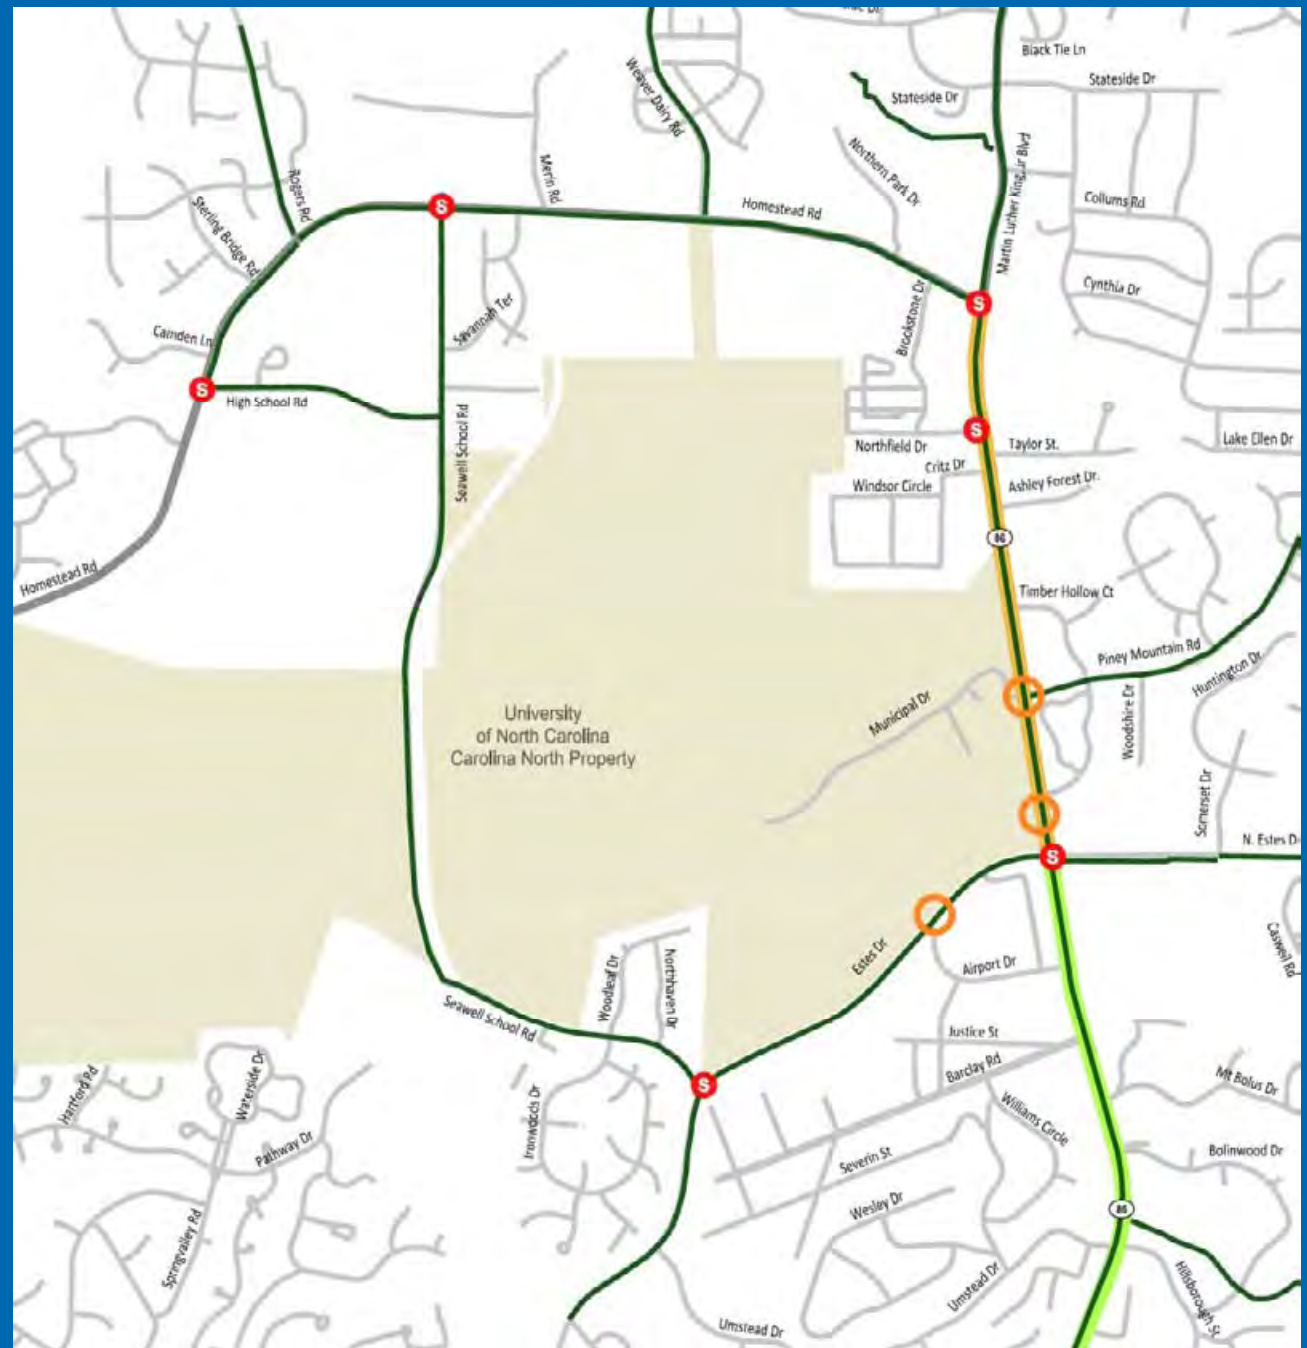 Black Tie Ln
Stateside Dr
Stateside Dr
Weaver Dairy Rd
Martin Luther King Jr Blvd
Northern Park Dr
Merin Rd
Rogers Rd
Homestead Rd
Collums Rd
Sterling Bridge Rd
S
Cynthia Dr
S
Savannah Ter
Brookstone Dr
Camden Ln
S
High School Rd
S
Seawell School Rd
Northfield Dr
Taylor St.
Lake Ellen Dr
Critz Dr
Windsor Circle
Ashley Forest Dr.
86
Homestead Rd
Timber Hollow Ct
Piney Mountain Rd
Huntington Dr
Municipal Dr
Woodshire Dr
University
of North Carolina
Carolina North Property
Somerset Dr
N. Estes D
S
Estes Dr
Caswell Rd
Airport Dr
Woodleaf Dr
Northhaven Dr
Seawell School Rd
Justice St
Barclay Rd
S
Hartford Rd
Waterside Dr
Mt Bolus Dr
Ironwoods Dr
Williams Circle
Pathway Dr
Severin St
Bolinwood Dr
Wesley Dr
86
Springvalley Rd
Umstead Dr
Hillsborough St
Umstead Dr